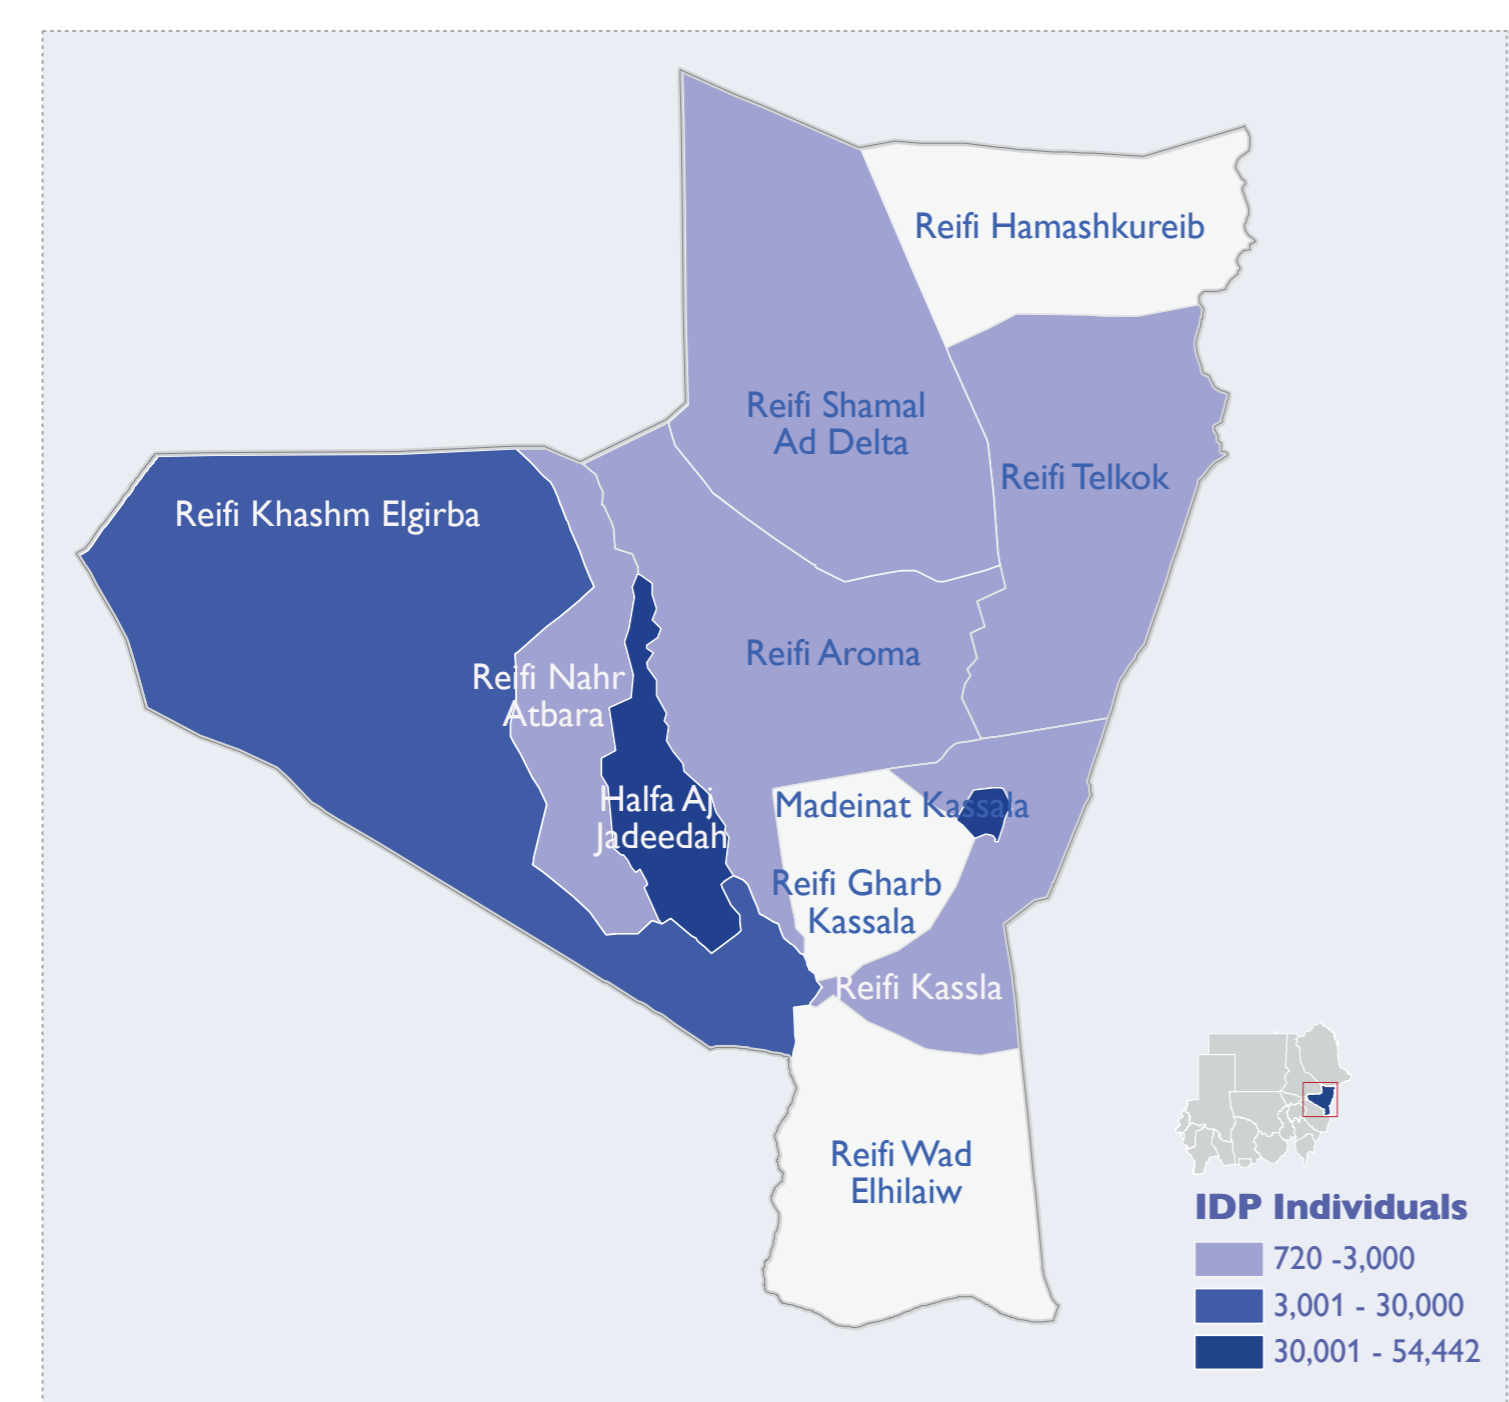 Reifi Hamashkureib
Reifi Shamal
Ad Delta
Reifi Telkok
Reifi Khashm Elgirba
Reifi Aroma
Reifi Nahr
Atbara
Halfa Aj
Jadeedah
Madeinat Kassala
Reifi Gharb
Kassala
Reifi Kassla
Reifi Wad
Elhilaiw
IDP Individuals
720 -3,000
3,001 - 30,000
30,001 - 54,442